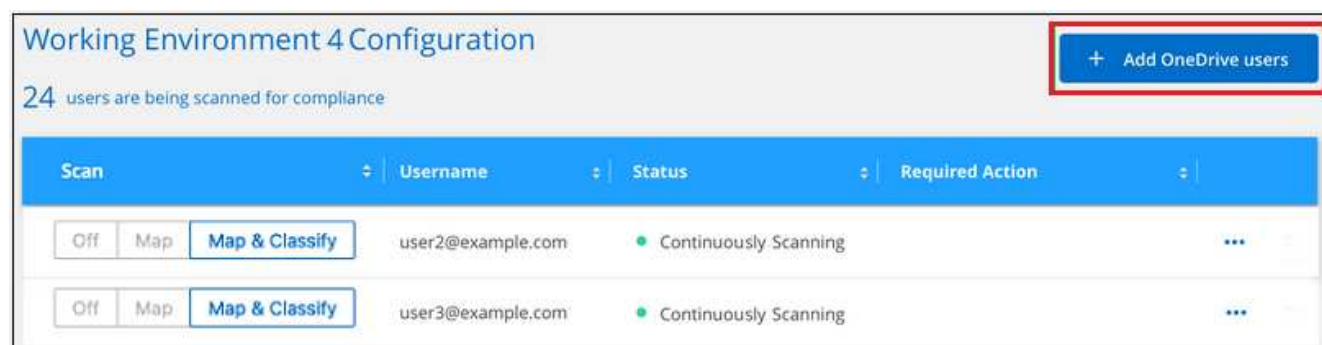 Working Environment 4 Configuration
+ Add OneDrive users
24 users are being scanned for compliance
Scan Username Status Required Action
Off Map Map & Classify user2@example.com Continuously Scanning ...
Off Map Map & Classify user3@example.com Continuously Scanning ...